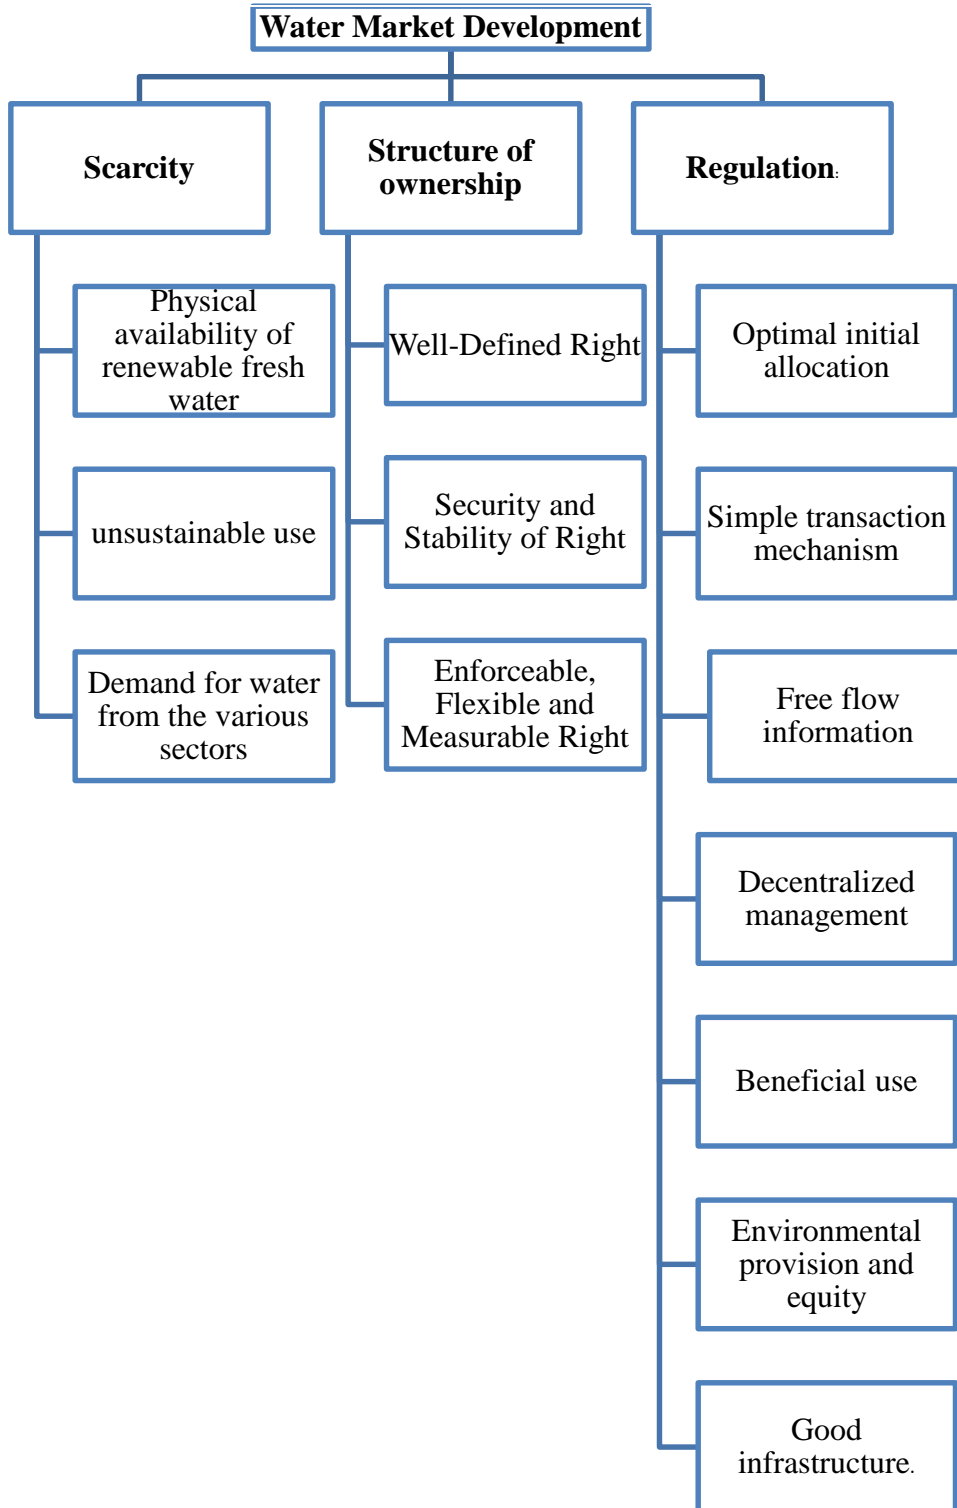 Water Market Development
Scarcity
Structure of
ownership
Regulation:
Physical
availability of
renewable fresh
water
unsustainable use
Demand for water
from the various
sectors
Well-Defined Right
Security and
Stability of Right
Enforceable,
Flexible and
Measurable Right
Optimal initial
allocation
Simple transaction
mechanism
Free flow
information
Decentralized
management
Beneficial use
Environmental
provision and
equity
Good
infrastructure.